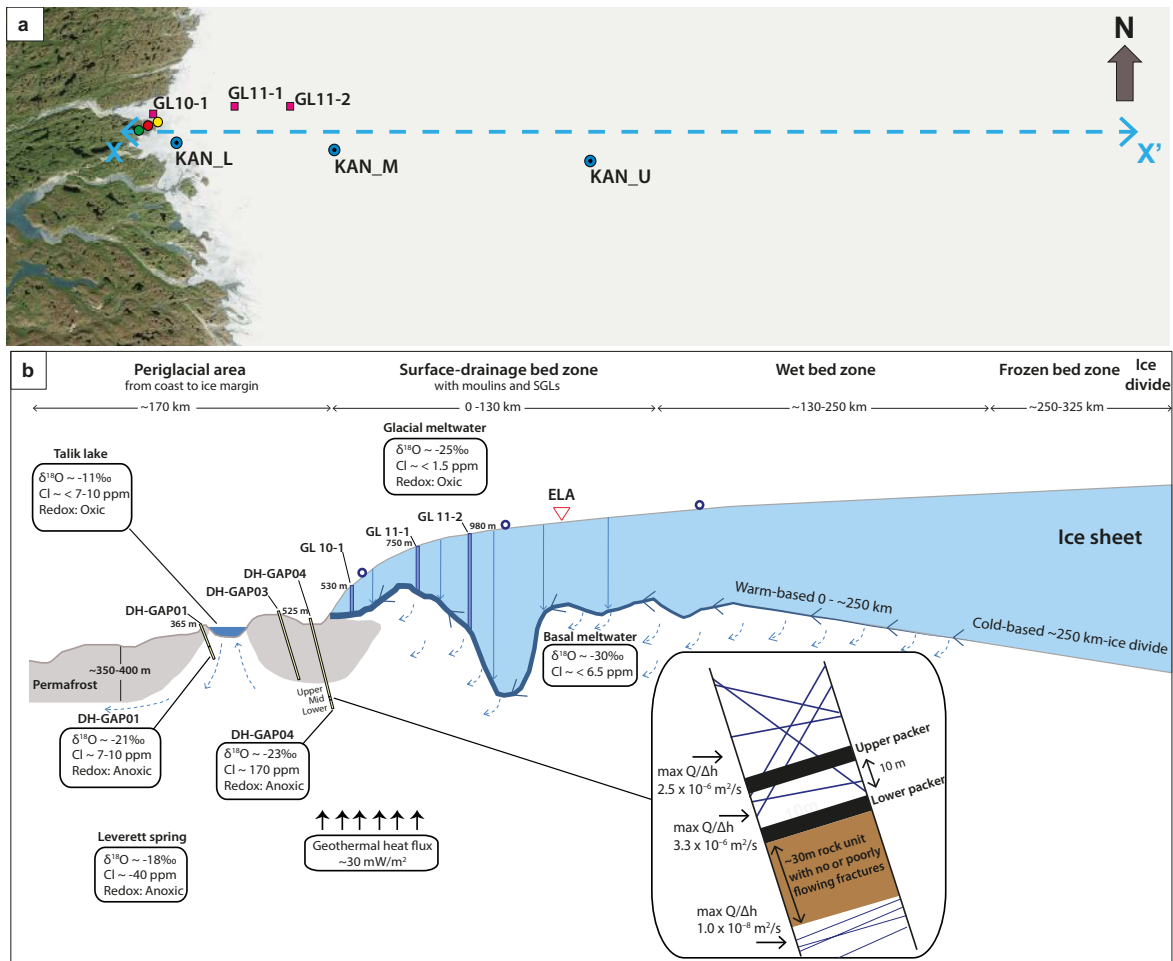 a
N
GL10-1
GL11-1
GL11-2
X
X'
KAN_L
KAN_M
KAN_U
b
Periglacial area
from coast to ice margin
Surface-drainage bed zone
with moulins and SGLs
Wet bed zone
Frozen bed zone
Ice
divide
~170 km
0 -130 km
~130-250 km
~250-325 km
Glacial meltwater
δ¹⁸O ~ -25‰
Cl ~ < 1.5 ppm
Redox: Oxic
Talik lake
δ¹⁸O ~ -11‰
Cl ~ < 7-10 ppm
Redox: Oxic
ELA
GL 11-2
980 m
GL 11-1
750 m
GL 10-1
530 m
Ice sheet
DH-GAP04
DH-GAP03
525 m
DH-GAP01
365 m
Warm-based 0 - ~250 km
Cold-based ~250 km-ice divide
Basal meltwater
δ¹⁸O ~ -30‰
Cl ~ < 6.5 ppm
~350-400 m
Permafrost
Upper
Mid
Lower
DH-GAP01
δ¹⁸O ~ -21‰
Cl ~ 7-10 ppm
Redox: Anoxic
DH-GAP04
δ¹⁸O ~ -23‰
Cl ~ 170 ppm
Redox: Anoxic
Leverett spring
δ¹⁸O ~ -18‰
Cl ~ -40 ppm
Redox: Anoxic
Geothermal heat flux
~30 mW/m²
Upper packer
10 m
Lower packer
max Q/Δh
2.5 x 10⁻⁶ m²/s
max Q/Δh
3.3 x 10⁻⁶ m²/s
~30m rock unit
with no or poorly
flowing fractures
max Q/Δh
1.0 x 10⁻⁸ m²/s